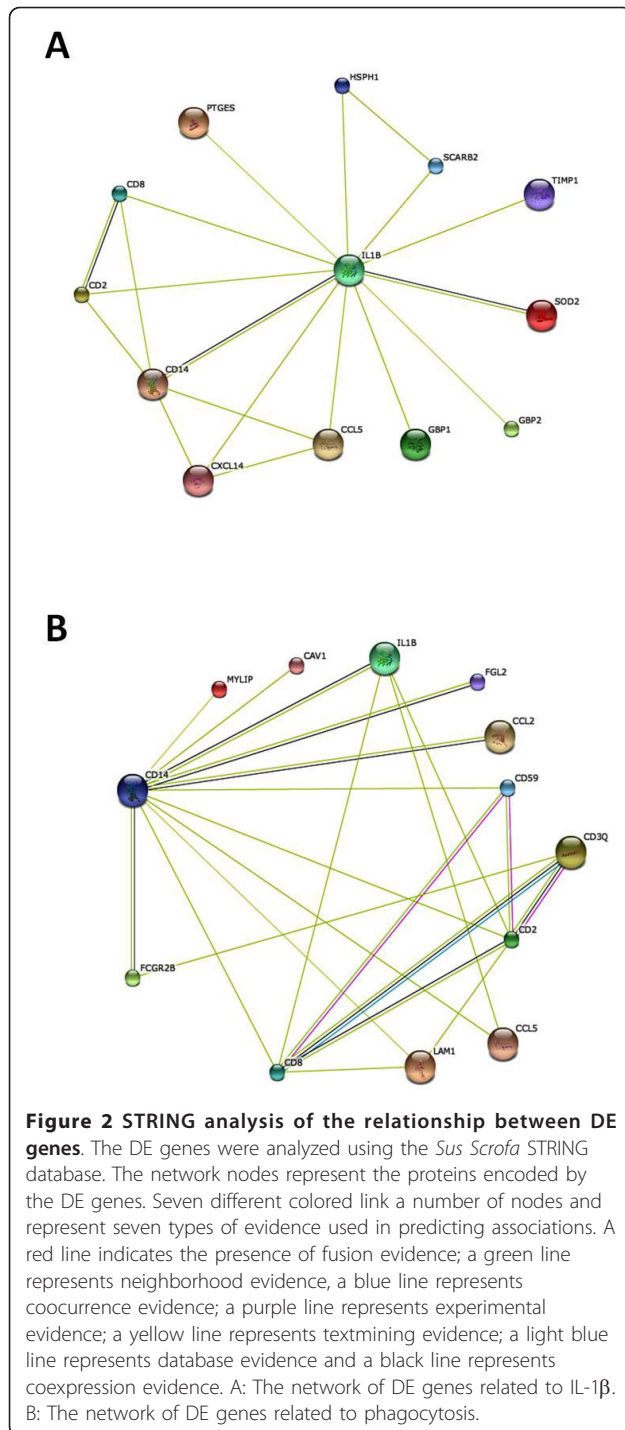 A
HSPH1
PTGES
SCARB2
CD8
TIMP1
IL1B
CD2
SOD2
CD14
GBP2
CCL5
GBP1
CXCL14
B
IL1B
CAV1
FGL2
MYLIP
CCL2
CD14
CD59
CD3Q
CD2
FCGR2B
CCL5
CD8
LAM1
Figure 2 STRING analysis of the relationship between DE
genes. The DE genes were analyzed using the Sus Scrofa STRING
database. The network nodes represent the proteins encoded by
the DE genes. Seven different colored link a number of nodes and
represent seven types of evidence used in predicting associations. A
red line indicates the presence of fusion evidence; a green line
represents neighborhood evidence, a blue line represents
coocurrence evidence; a purple line represents experimental
evidence; a yellow line represents textmining evidence; a light blue
line represents database evidence and a black line represents
coexpression evidence. A: The network of DE genes related to IL-1β.
B: The network of DE genes related to phagocytosis.